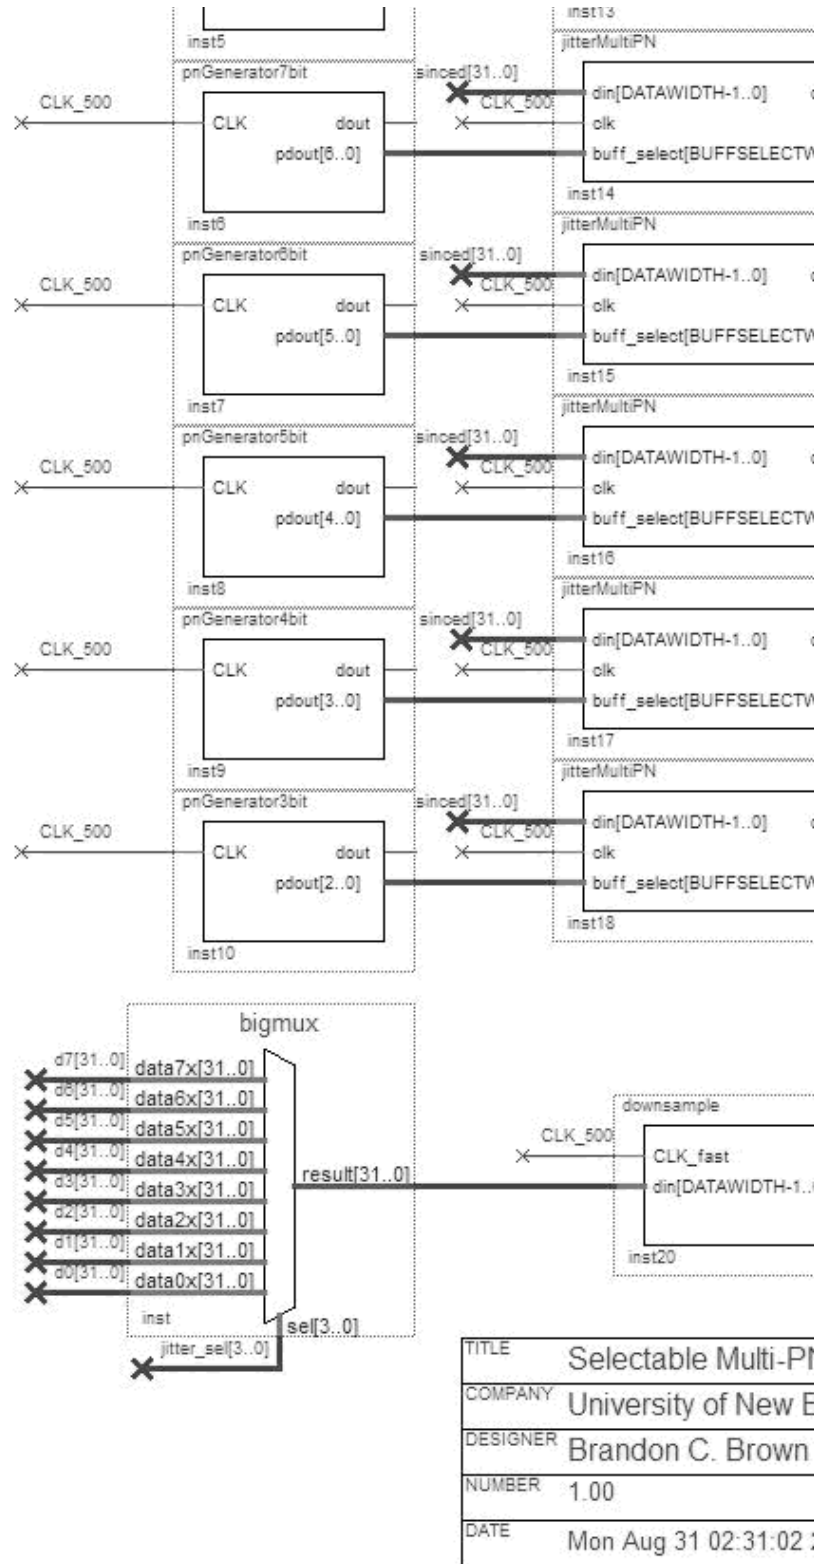 inst5
inst13
pnGenerator7bit
sinced[31..0]
jitterMultiPN
CLK_500
CLK
dout
pdout[6..0]
CLK_500
din[DATAWIDTH-1..0]
clk
buff_select[BUFFSELECTW
inst6
inst14
pnGenerator6bit
sinced[31..0]
jitterMultiPN
CLK_500
CLK
dout
pdout[5..0]
CLK_500
din[DATAWIDTH-1..0]
clk
buff_select[BUFFSELECTW
inst7
inst15
pnGenerator5bit
sinced[31..0]
jitterMultiPN
CLK_500
CLK
dout
pdout[4..0]
CLK_500
din[DATAWIDTH-1..0]
clk
buff_select[BUFFSELECTW
inst8
inst16
pnGenerator4bit
sinced[31..0]
jitterMultiPN
CLK_500
CLK
dout
pdout[3..0]
CLK_500
din[DATAWIDTH-1..0]
clk
buff_select[BUFFSELECTW
inst9
inst17
pnGenerator3bit
sinced[31..0]
jitterMultiPN
CLK_500
CLK
dout
pdout[2..0]
CLK_500
din[DATAWIDTH-1..0]
clk
buff_select[BUFFSELECTW
inst10
inst18
bigmux
d7[31..0]
data7x[31..0]
d6[31..0]
data6x[31..0]
d5[31..0]
data5x[31..0]
d4[31..0]
data4x[31..0]
d3[31..0]
data3x[31..0]
d2[31..0]
data2x[31..0]
d1[31..0]
data1x[31..0]
d0[31..0]
data0x[31..0]
result[31..0]
inst
sel[3..0]
jitter_sel[3..0]
downsample
CLK_500
CLK_fast
din[DATAWIDTH-1..
inst20
TITLE Selectable Multi-PN
COMPANY University of New
DESIGNER Brandon C. Brown
NUMBER 1.00
DATE Mon Aug 31 02:31:02